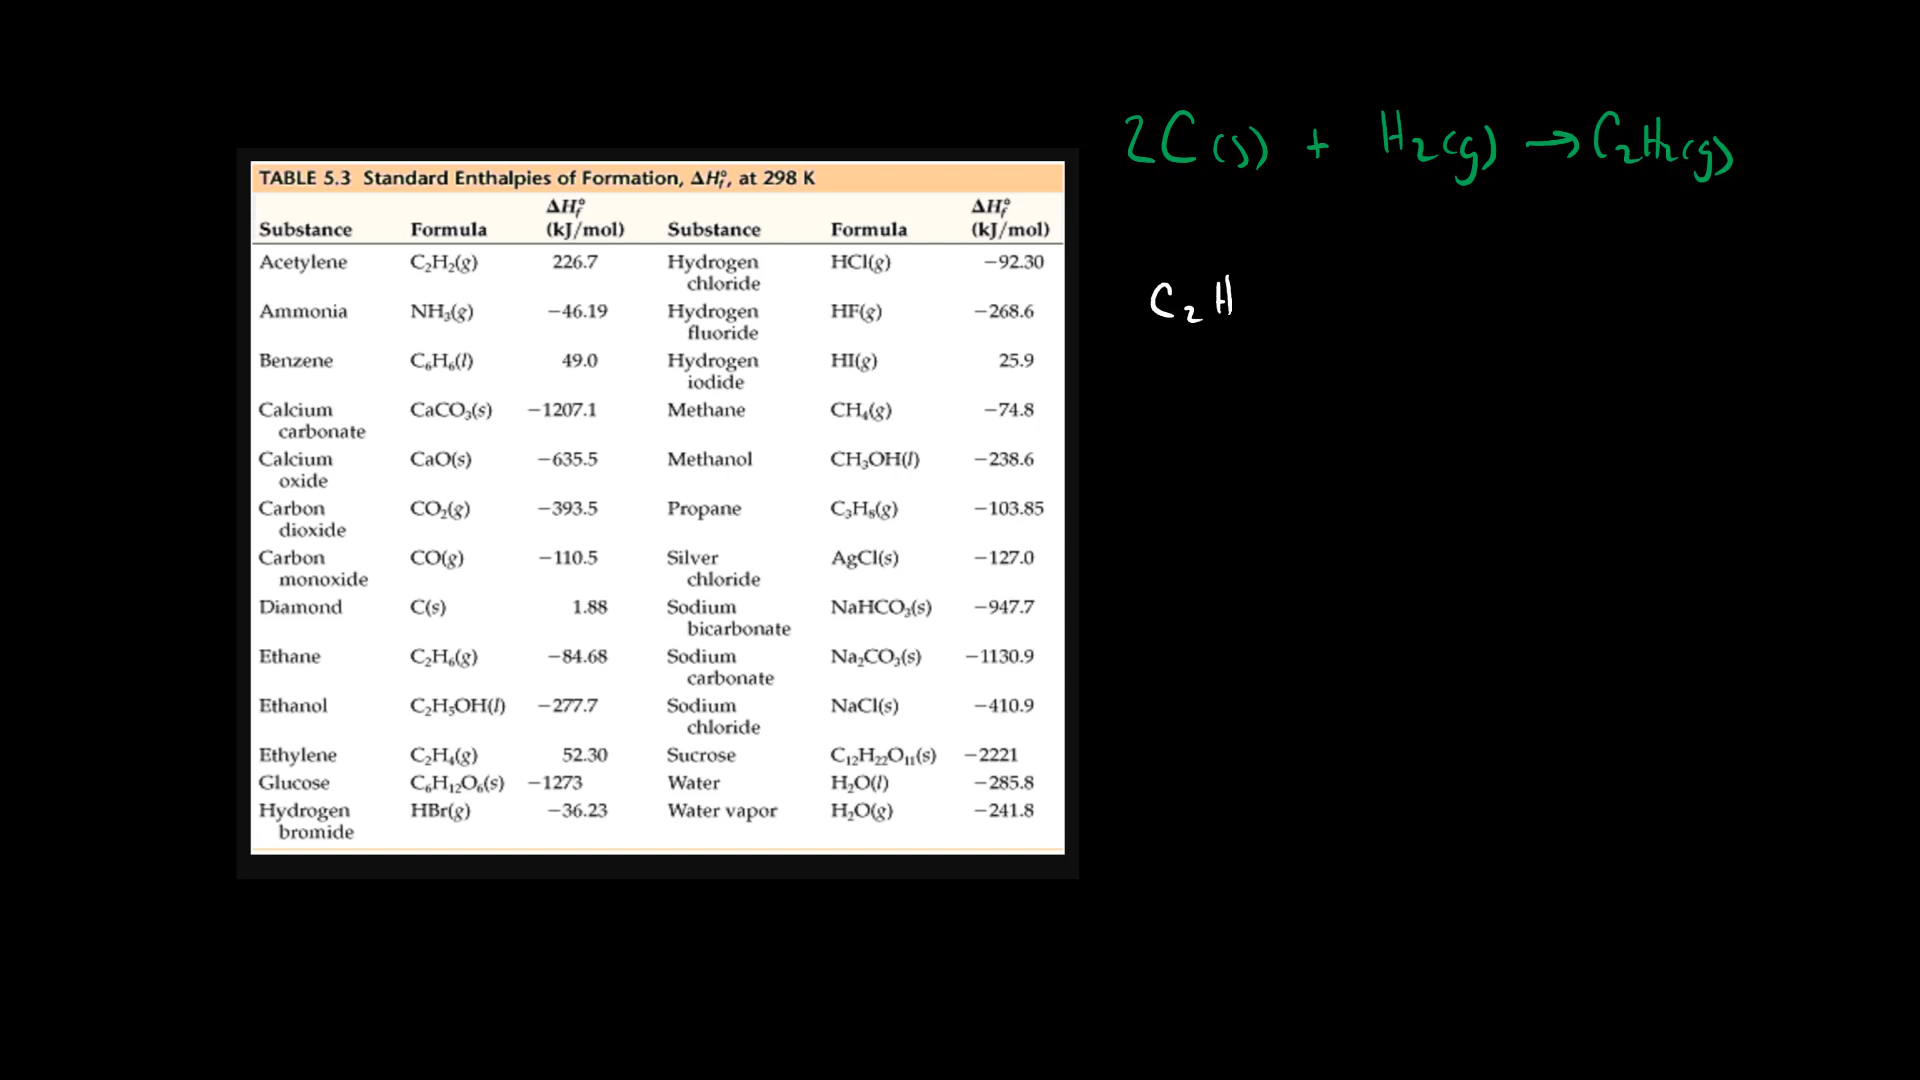 2C(s) + H₂(g) → C₂H₂(g)
TABLE 5.3 Standard Enthalpies of Formation, ΔH°f, at 298 K
Substance Formula ΔH°f (kJ/mol) Substance Formula ΔH°f (kJ/mol)
Acetylene C₂H₂(g) 226.7 Hydrogen chloride HCl(g) −92.30
Ammonia NH₃(g) −46.19 Hydrogen fluoride HF(g) −268.6
Benzene C₆H₆(l) 49.0 Hydrogen iodide HI(g) 25.9
Calcium carbonate CaCO₃(s) −1207.1 Methane CH₄(g) −74.8
Calcium oxide CaO(s) −635.5 Methanol CH₃OH(l) −238.6
Carbon dioxide CO₂(g) −393.5 Propane C₃H₈(g) −103.85
Carbon monoxide CO(g) −110.5 Silver chloride AgCl(s) −127.0
Diamond C(s) 1.88 Sodium bicarbonate NaHCO₃(s) −947.7
Ethane C₂H₆(g) −84.68 Sodium carbonate Na₂CO₃(s) −1130.9
Ethanol C₂H₅OH(l) −277.7 Sodium chloride NaCl(s) −410.9
Ethylene C₂H₄(g) 52.30 Sucrose C₁₂H₂₂O₁₁(s) −2221
Glucose C₆H₁₂O₆(s) −1273 Water H₂O(l) −285.8
Hydrogen bromide HBr(g) −36.23 Water vapor H₂O(g) −241.8
C₂H